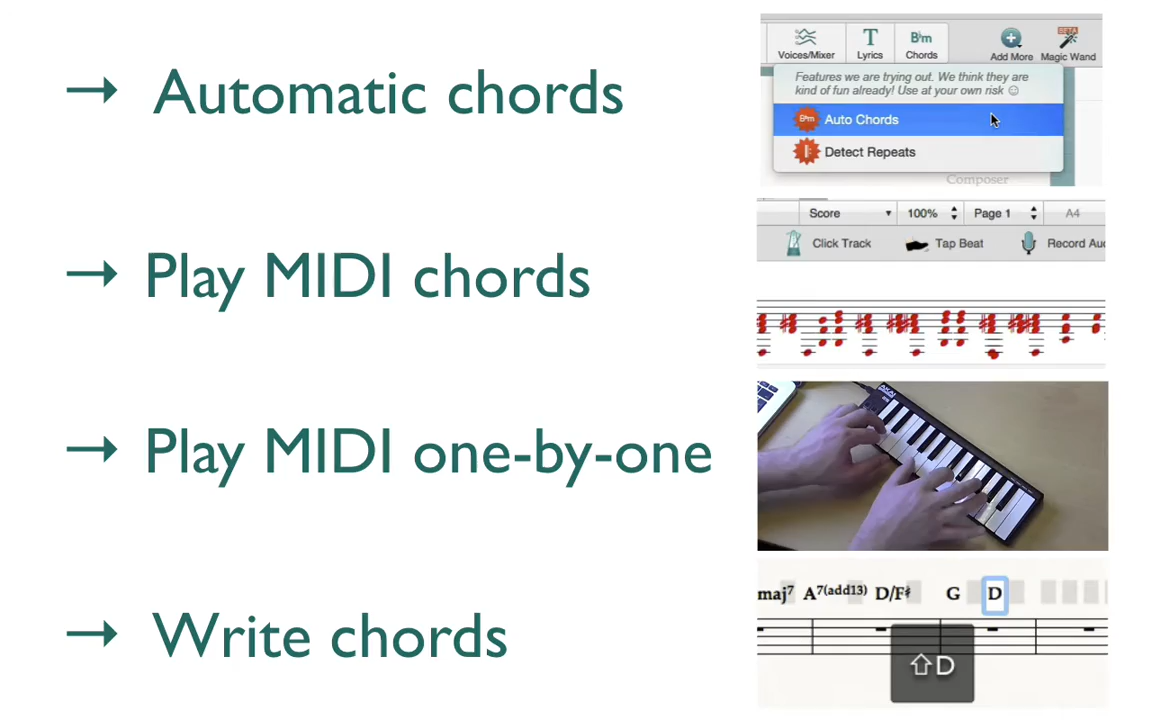 → Automatic chords
Voices/Mixer
T
Lyrics
B♭m
Chords
Add More
BETA
Magic Wand
Features we are trying out. We think they are
kind of fun already! Use at your own risk ☺
B♭m Auto Chords
Detect Repeats
Composer
→ Play MIDI chords
Score 100% Page 1 A4
Click Track Tap Beat Record Au
→ Play MIDI one-by-one
AKAI
→ Write chords
maj7 A7(add13) D/F♯ G D
⇧D